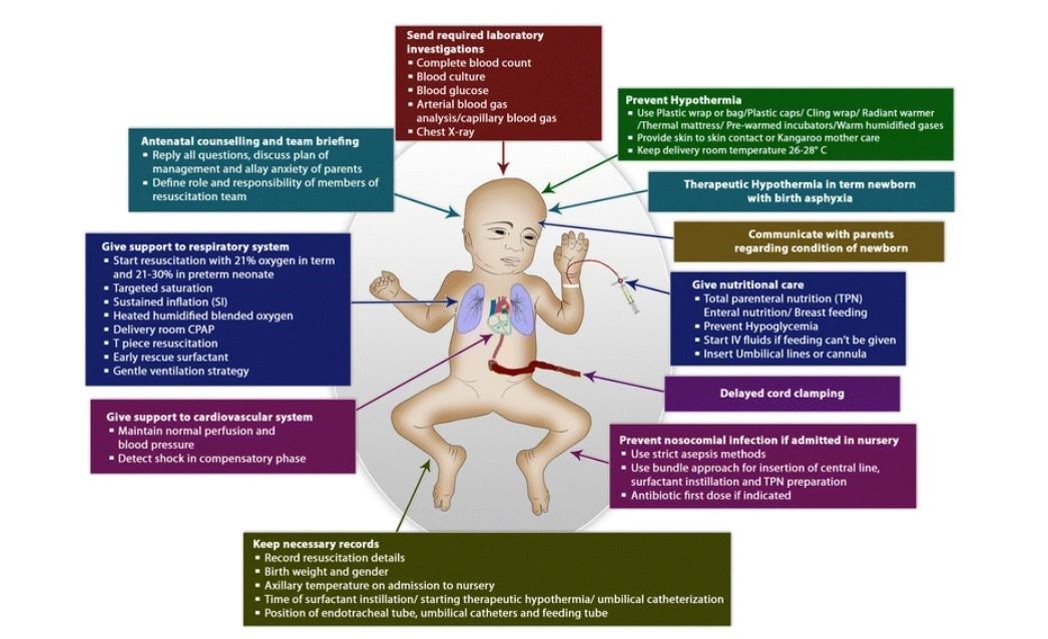 Send required laboratory
investigations
▪ Complete blood count
▪ Blood culture
▪ Blood glucose
▪ Arterial blood gas
analysis/capillary blood gas
▪ Chest X-ray
Prevent Hypothermia
▪ Use Plastic wrap or bag/Plastic caps/ Cling wrap/ Radiant warmer
/Thermal mattress/ Pre-warmed incubators/Warm humidified gases
▪ Provide skin to skin contact or Kangaroo mother care
▪ Keep delivery room temperature 26-28° C
Antenatal counselling and team briefing
▪ Reply all questions, discuss plan of
management and allay anxiety of parents
▪ Define role and responsibility of members of
resuscitation team
Therapeutic Hypothermia in term newborn
with birth asphyxia
Communicate with parents
regarding condition of newborn
Give support to respiratory system
▪ Start resuscitation with 21% oxygen in term
and 21-30% in preterm neonate
▪ Targeted saturation
▪ Sustained inflation (SI)
▪ Heated humidified blended oxygen
▪ Delivery room CPAP
▪ T piece resuscitation
▪ Early rescue surfactant
▪ Gentle ventilation strategy
Give nutritional care
▪ Total parenteral nutrition (TPN)
Enteral nutrition/ Breast feeding
▪ Prevent Hypoglycemia
▪ Start IV fluids if feeding can't be given
▪ Insert Umbilical lines or cannula
Delayed cord clamping
Give support to cardiovascular system
▪ Maintain normal perfusion and
blood pressure
▪ Detect shock in compensatory phase
Prevent nosocomial infection if admitted in nursery
▪ Use strict asepsis methods
▪ Use bundle approach for insertion of central line,
surfactant instillation and TPN preparation
▪ Antibiotic first dose if indicated
Keep necessary records
▪ Record resuscitation details
▪ Birth weight and gender
▪ Axillary temperature on admission to nursery
▪ Time of surfactant instillation/ starting therapeutic hypothermia/ umbilical catheterization
▪ Position of endotracheal tube, umbilical catheters and feeding tube